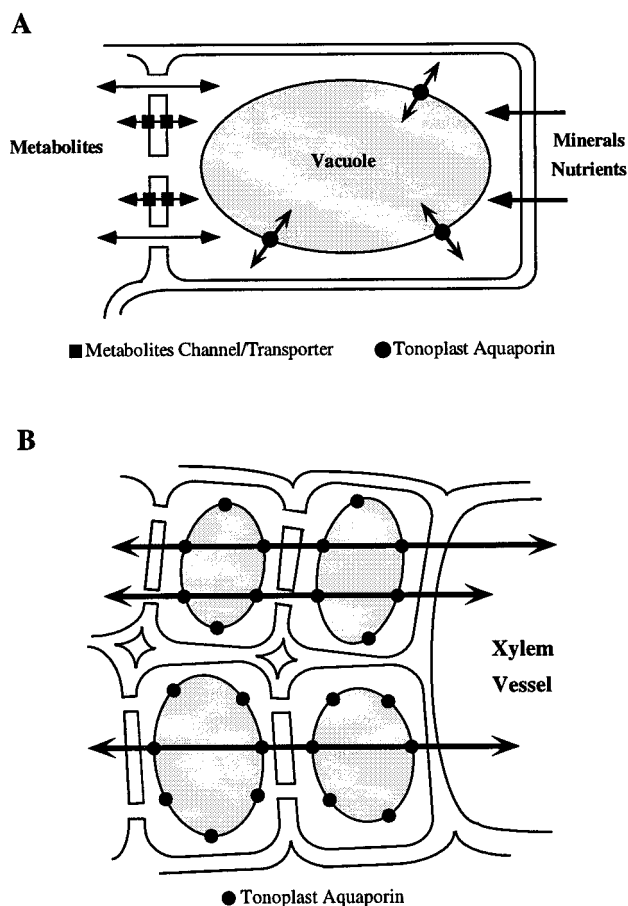 A
Metabolites
Vacuole
Minerals
Nutrients
Metabolites Channel/Transporter
Tonoplast Aquaporin
B
Xylem
Vessel
Tonoplast Aquaporin